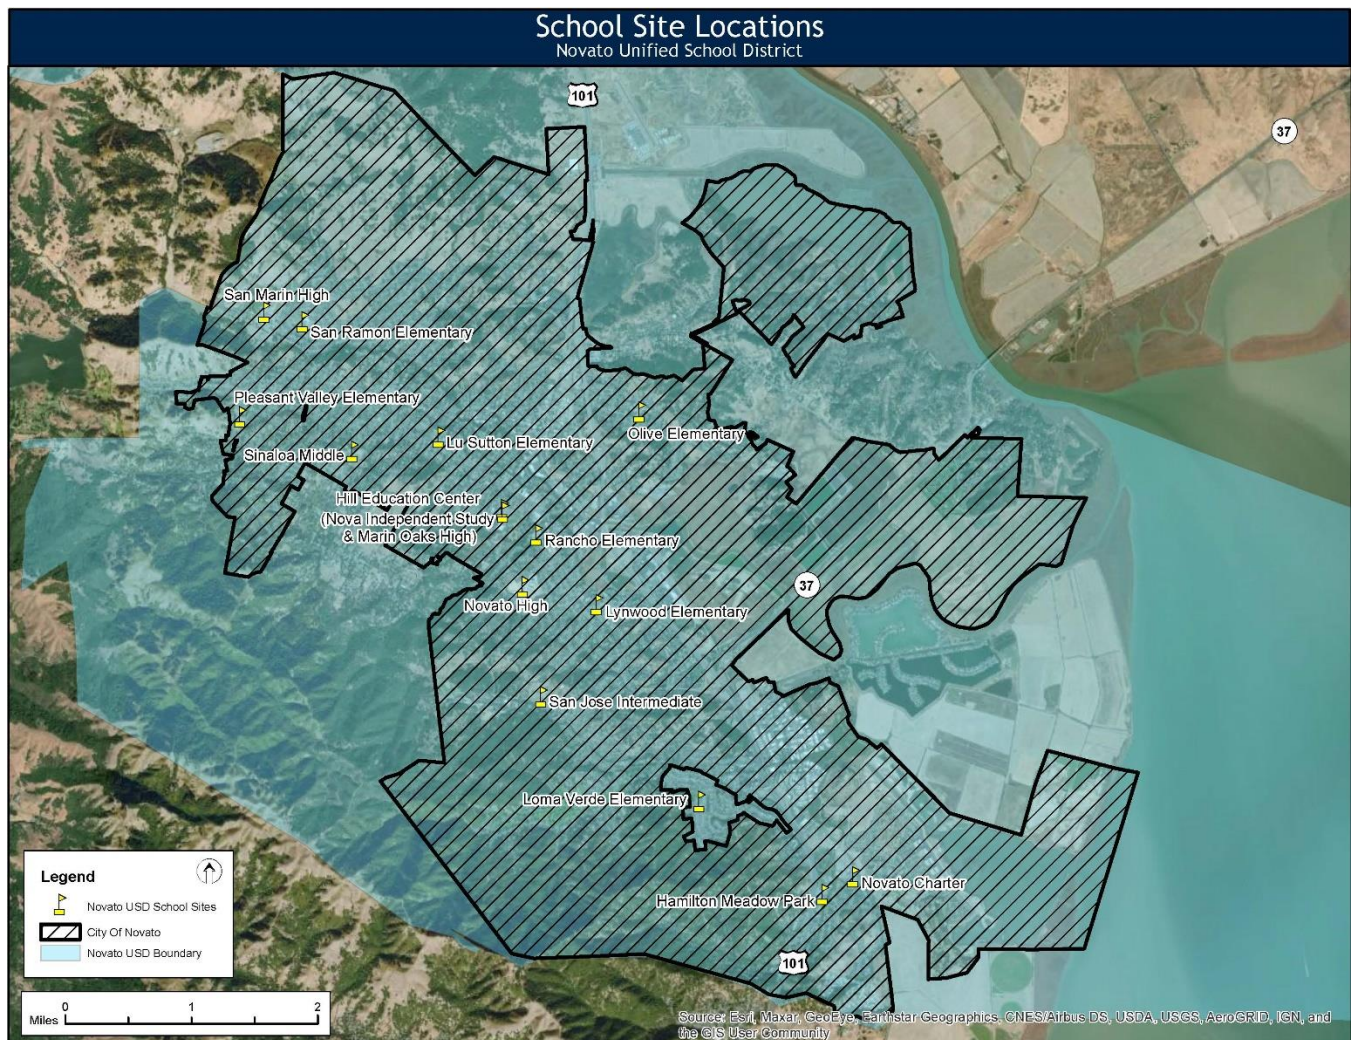 School Site Locations
Novato Unified School District
101
37
San Marin High
San Ramon Elementary
Pleasant Valley Elementary
Olive Elementary
Lu Sutton Elementary
Sinaloa Middle
Hill Education Center
(Nova Independent Study
& Marin Oaks High)
Rancho Elementary
37
Novato High
Lynwood Elementary
San Jose Intermediate
Loma Verde Elementary
Novato Charter
Hamilton Meadow Park
101
Legend
Novato USD School Sites
City Of Novato
Novato USD Boundary
0 1 2
Miles
Source: Esri, Maxar, GeoEye, Earthstar Geographics, CNES/Airbus DS, USDA, USGS, AeroGRID, IGN, and
the GIS User Community